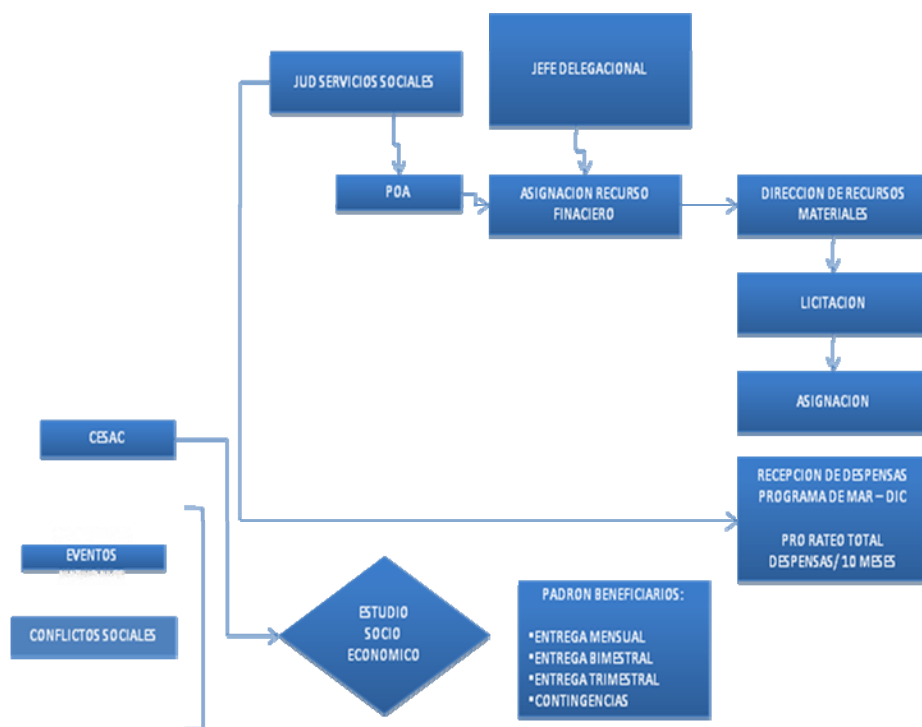 JUD SERVICIOS SOCIALES
JEFE DELEGACIONAL
POA
ASIGNACION RECURSO
FINACIERO
DIRECCION DE RECURSOS
MATERIALES
LICITACION
ASIGNACION
CESAC
RECEPCION DE DESPENSAS
PROGRAMA DE MAR – DIC
PRO RATEO TOTAL
DESPENSAS/ 10 MESES
EVENTOS
CONFLICTOS SOCIALES
ESTUDIO
SOCIO
ECONOMICO
PADRON BENEFICIARIOS:
•ENTREGA MENSUAL
•ENTREGA BIMESTRAL
•ENTREGA TRIMESTRAL
•CONTINGENCIAS